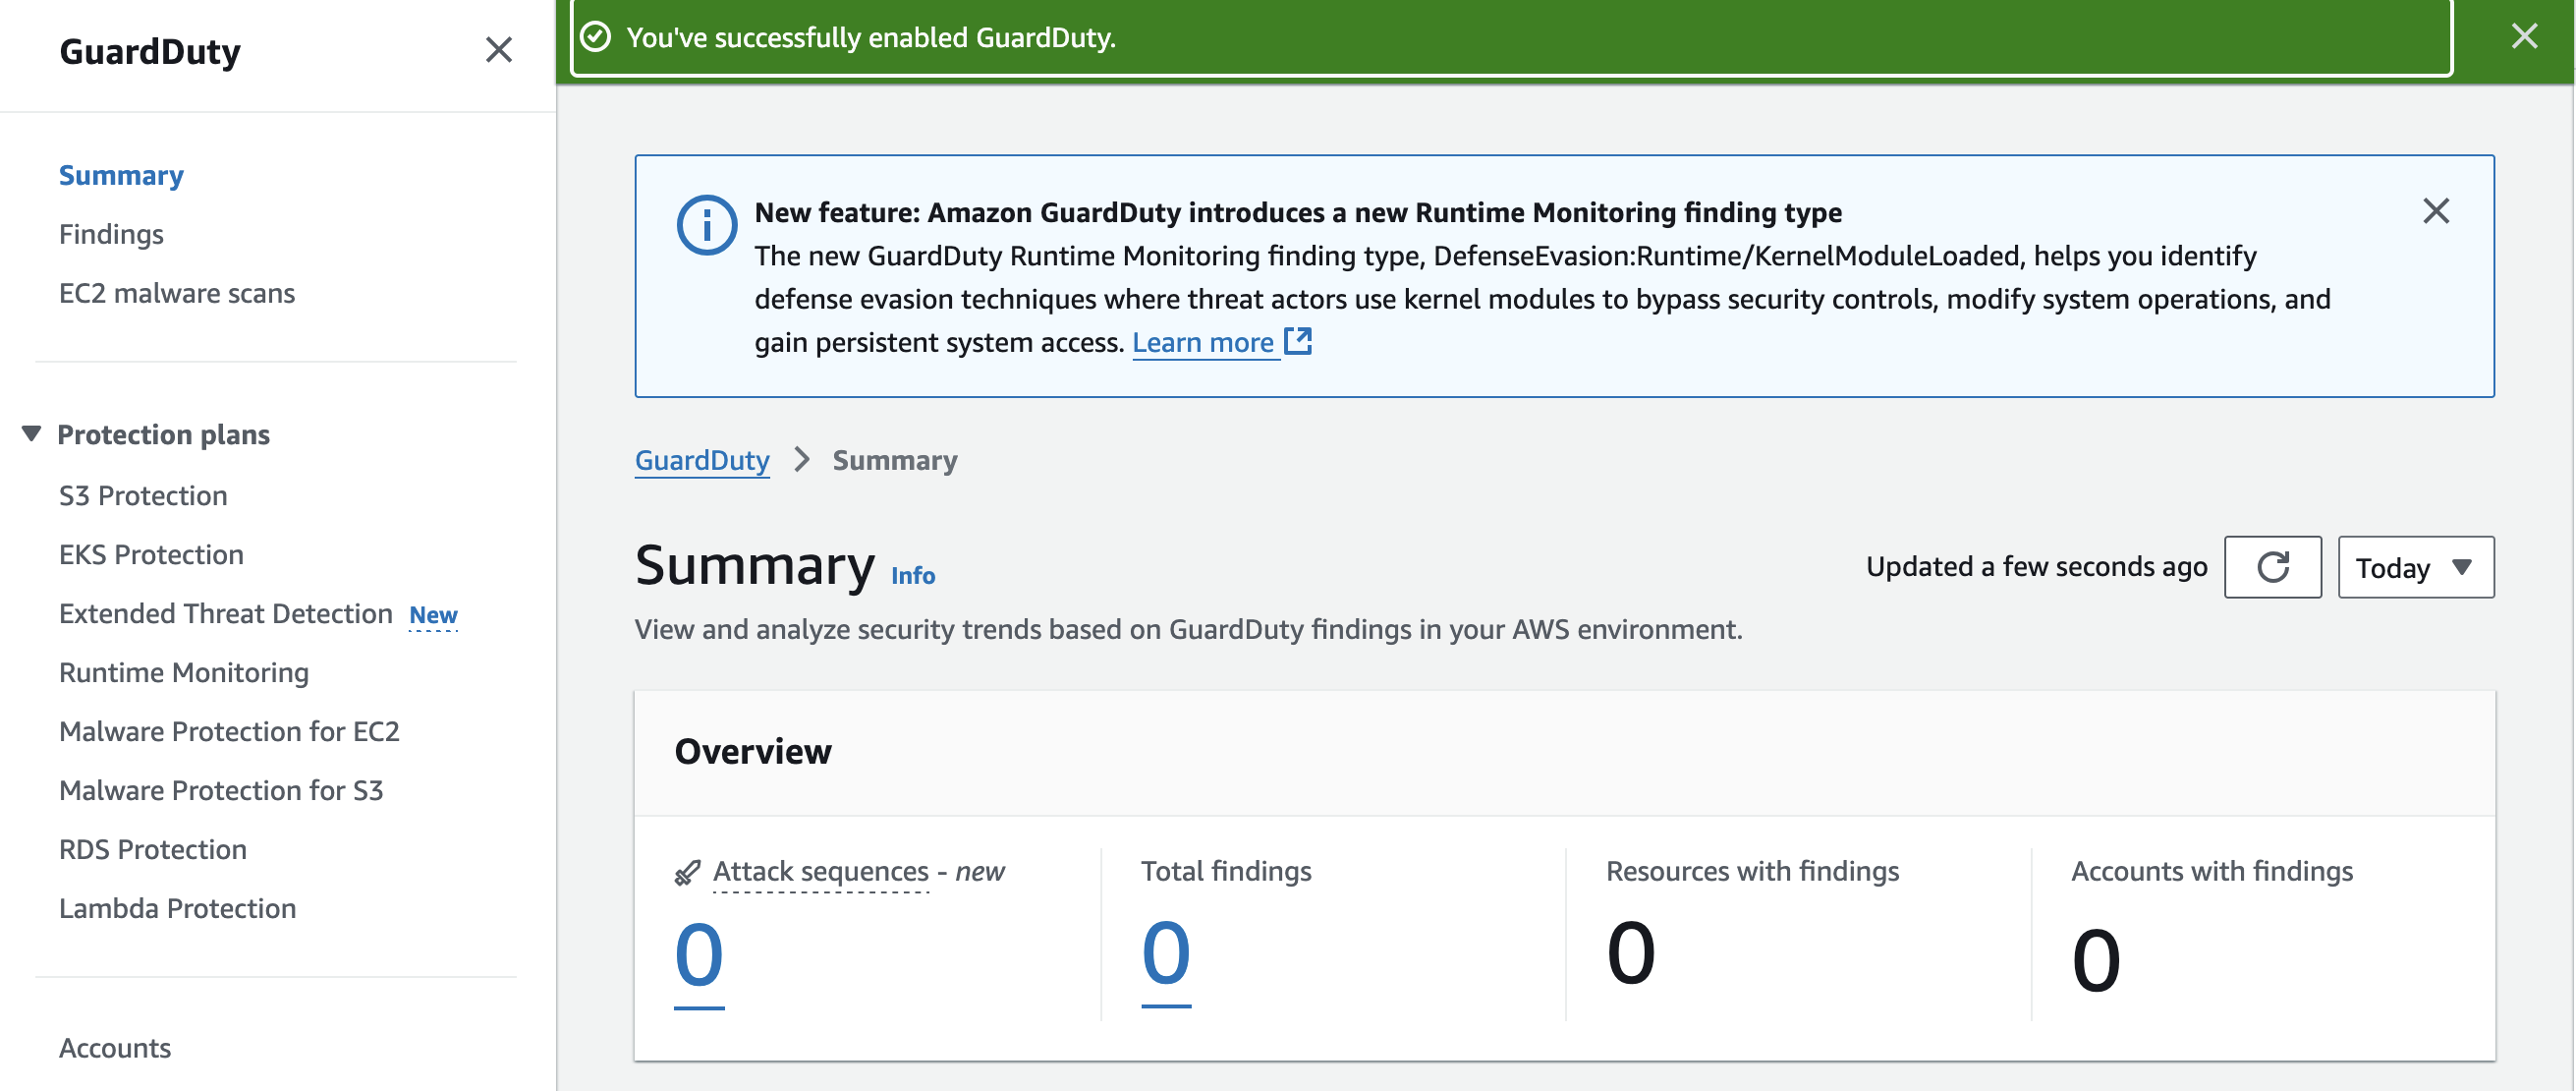 GuardDuty
Summary
Findings
EC2 malware scans
Protection plans
S3 Protection
EKS Protection
Extended Threat Detection New
Runtime Monitoring
Malware Protection for EC2
Malware Protection for S3
RDS Protection
Lambda Protection
Accounts
You've successfully enabled GuardDuty.
New feature: Amazon GuardDuty introduces a new Runtime Monitoring finding type
The new GuardDuty Runtime Monitoring finding type, DefenseEvasion:Runtime/KernelModuleLoaded, helps you identify
defense evasion techniques where threat actors use kernel modules to bypass security controls, modify system operations, and
gain persistent system access. Learn more
GuardDuty > Summary
Summary Info
Updated a few seconds ago
Today
View and analyze security trends based on GuardDuty findings in your AWS environment.
Overview
Attack sequences - new
0
Total findings
0
Resources with findings
0
Accounts with findings
0